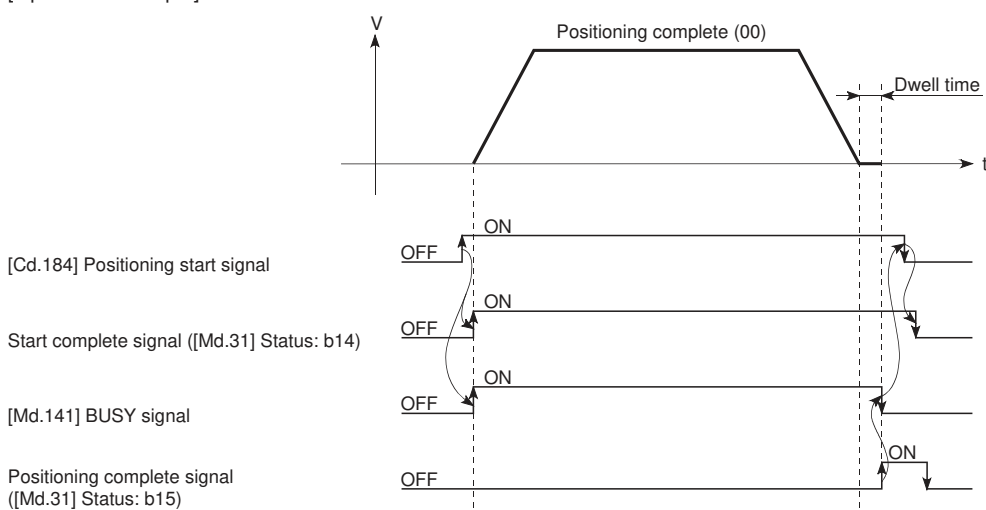 V
Positioning complete (00)
Dwell time
t
ON
OFF
[Cd.184] Positioning start signal
ON
OFF
Start complete signal ([Md.31] Status: b14)
ON
OFF
[Md.141] BUSY signal
ON
OFF
Positioning complete signal
([Md.31] Status: b15)